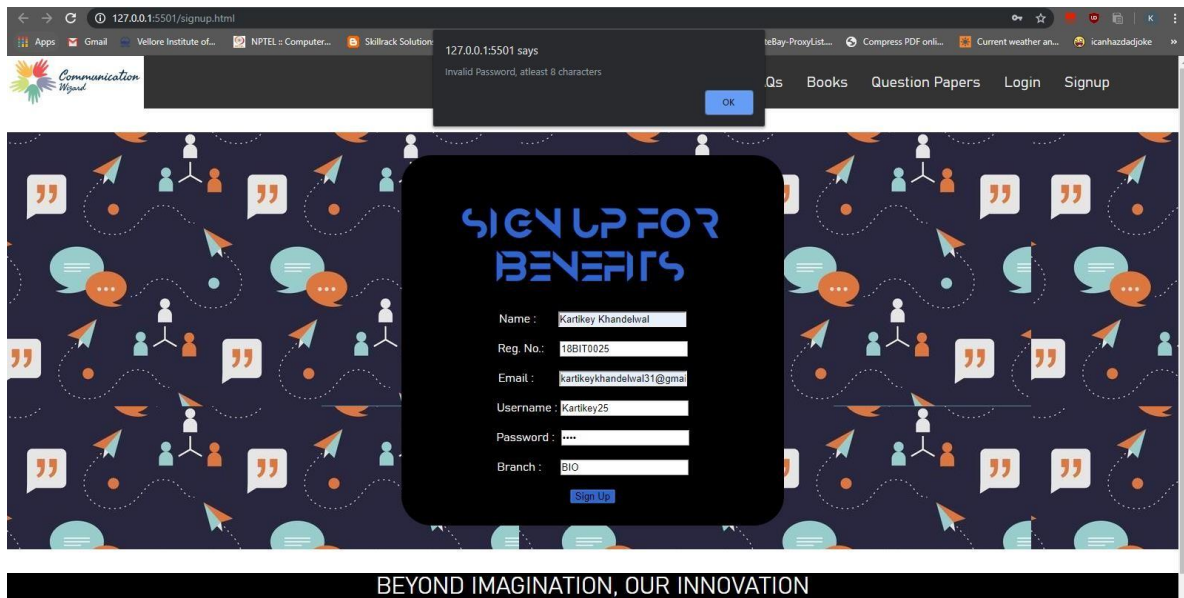 127.0.0.1:5501/signup.html
Apps Gmail Vellore Institute of... NPTEL :: Computer... Skillrack Solution teBay-ProxyList.... Compress PDF onli... Current weather an... icanhazdadjoke »
127.0.0.1:5501 says
Invalid Password, atleast 8 characters
OK
Communication
Wizard
Qs Books Question Papers Login Signup
SIGN UP FOR
BENEFITS
Name : Kartikey Khandelwal
Reg. No.: 18BIT0025
Email : kartikeykhandelwal31@gmai
Username : Kartikey25
Password : ••••
Branch : BIO
Sign Up
BEYOND IMAGINATION, OUR INNOVATION